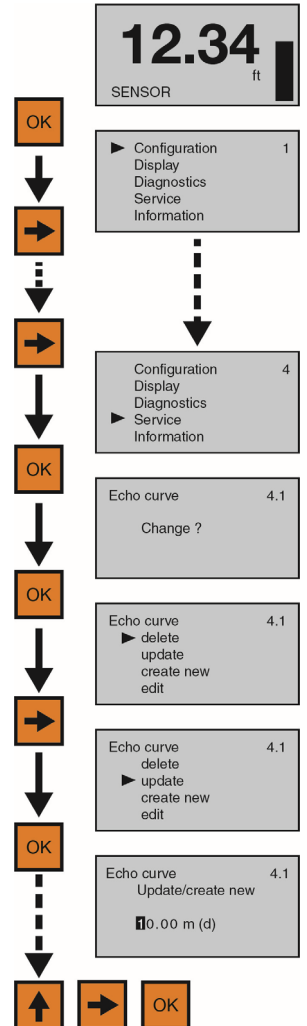 12.34
ft
SENSOR
OK
Configuration 1
Display
Diagnostics
Service
Information
Configuration 4
Display
Diagnostics
Service
Information
OK
Echo curve 4.1
Change ?
OK
Echo curve 4.1
delete
update
create new
edit
Echo curve 4.1
delete
update
create new
edit
OK
Echo curve 4.1
Update/create new
10.00 m (d)
OK